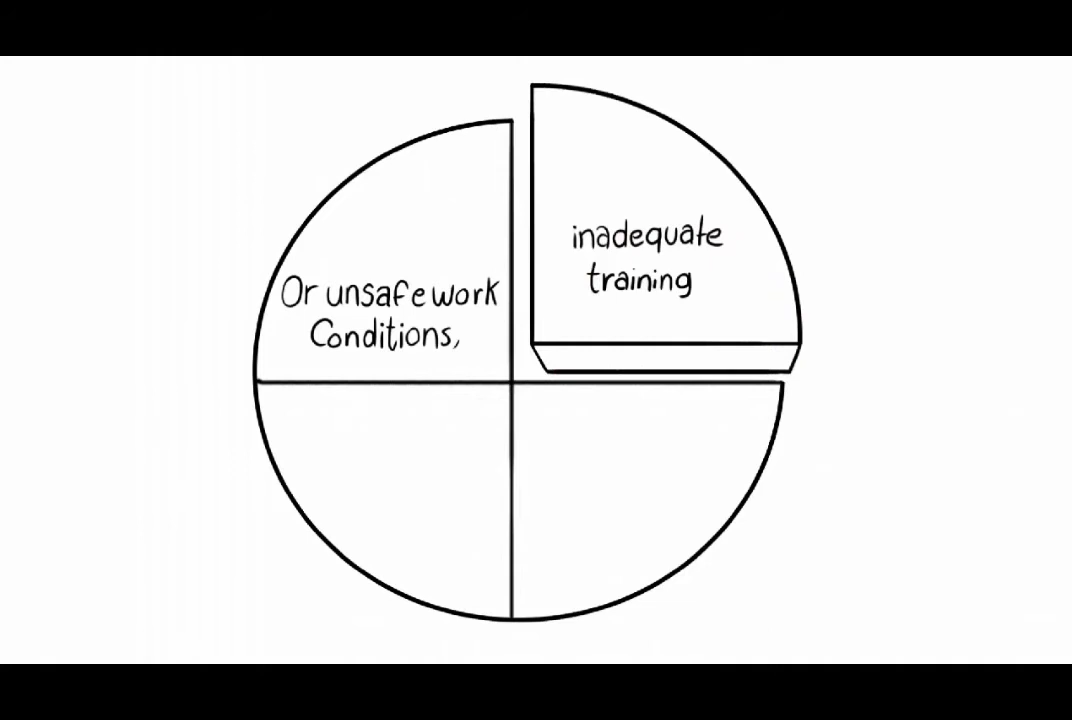 Or unsafe work
Conditions,
inadequate
training